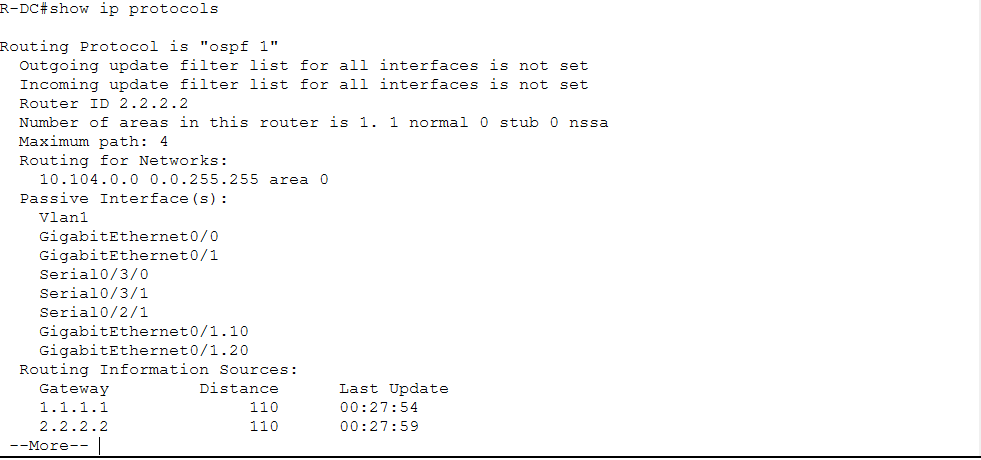 R-DC#show ip protocols
Routing Protocol is "ospf 1"
Outgoing update filter list for all interfaces is not set
Incoming update filter list for all interfaces is not set
Router ID 2.2.2.2
Number of areas in this router is 1. 1 normal 0 stub 0 nssa
Maximum path: 4
Routing for Networks:
10.104.0.0 0.0.255.255 area 0
Passive Interface(s):
Vlan1
GigabitEthernet0/0
GigabitEthernet0/1
Serial0/3/0
Serial0/3/1
Serial0/2/1
GigabitEthernet0/1.10
GigabitEthernet0/1.20
Routing Information Sources:
Gateway Distance Last Update
1.1.1.1 110 00:27:54
2.2.2.2 110 00:27:59
--More--